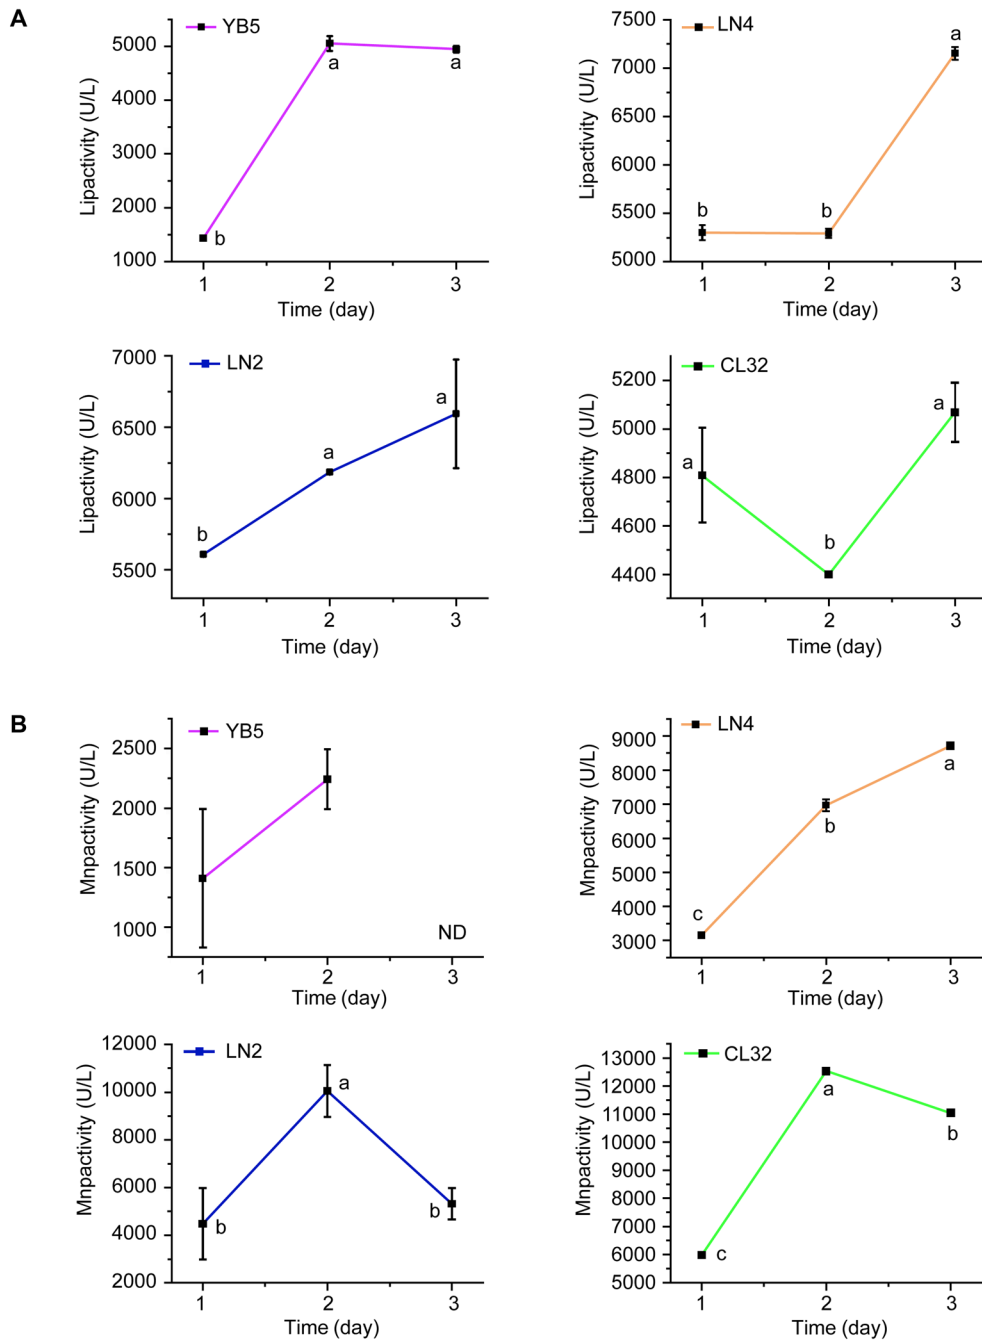 A
YB5
Lipactivity (U/L)
5000
4000
3000
2000
1000
a
a
b
1 2 3
Time (day)
LN4
Lipactivity (U/L)
7500
7000
6500
6000
5500
5000
b
b
a
1 2 3
Time (day)
LN2
Lipactivity (U/L)
7000
6500
6000
5500
b
a
a
1 2 3
Time (day)
CL32
Lipactivity (U/L)
5200
5000
4800
4600
4400
a
b
a
1 2 3
Time (day)
B
YB5
Mnpactivity (U/L)
2500
2000
1500
1000
ND
1 2 3
Time (day)
LN4
Mnpactivity (U/L)
9000
8000
7000
6000
5000
4000
3000
c
b
a
1 2 3
Time (day)
LN2
Mnpactivity (U/L)
12000
10000
8000
6000
4000
2000
b
a
b
1 2 3
Time (day)
CL32
Mnpactivity (U/L)
13000
12000
11000
10000
9000
8000
7000
6000
5000
c
a
b
1 2 3
Time (day)